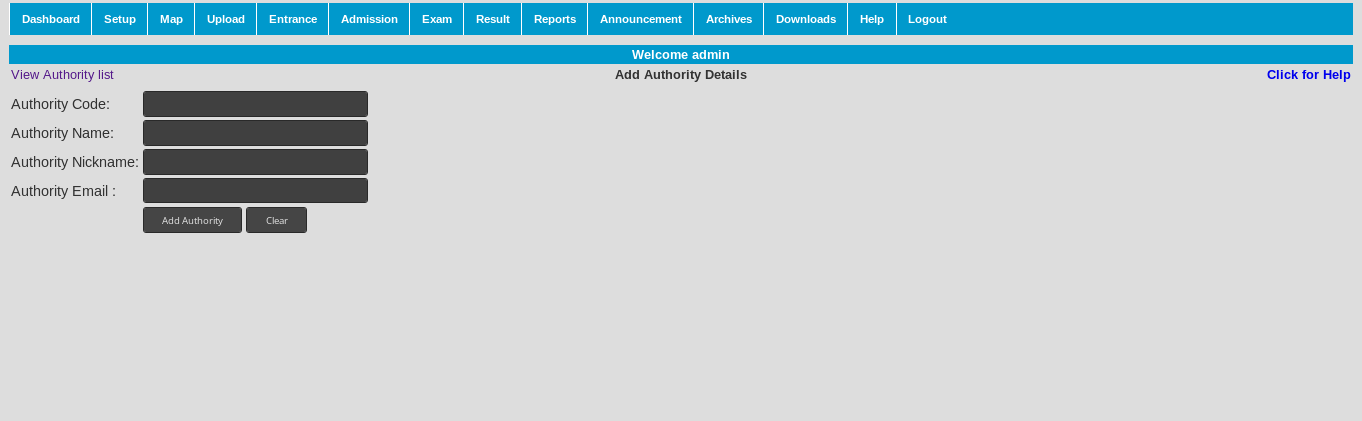 Dashboard Setup Map Upload Entrance Admission Exam Result Reports Announcement Archives Downloads Help Logout
Welcome admin
View Authority list Add Authority Details Click for Help
Authority Code:
Authority Name:
Authority Nickname:
Authority Email :
Add Authority Clear